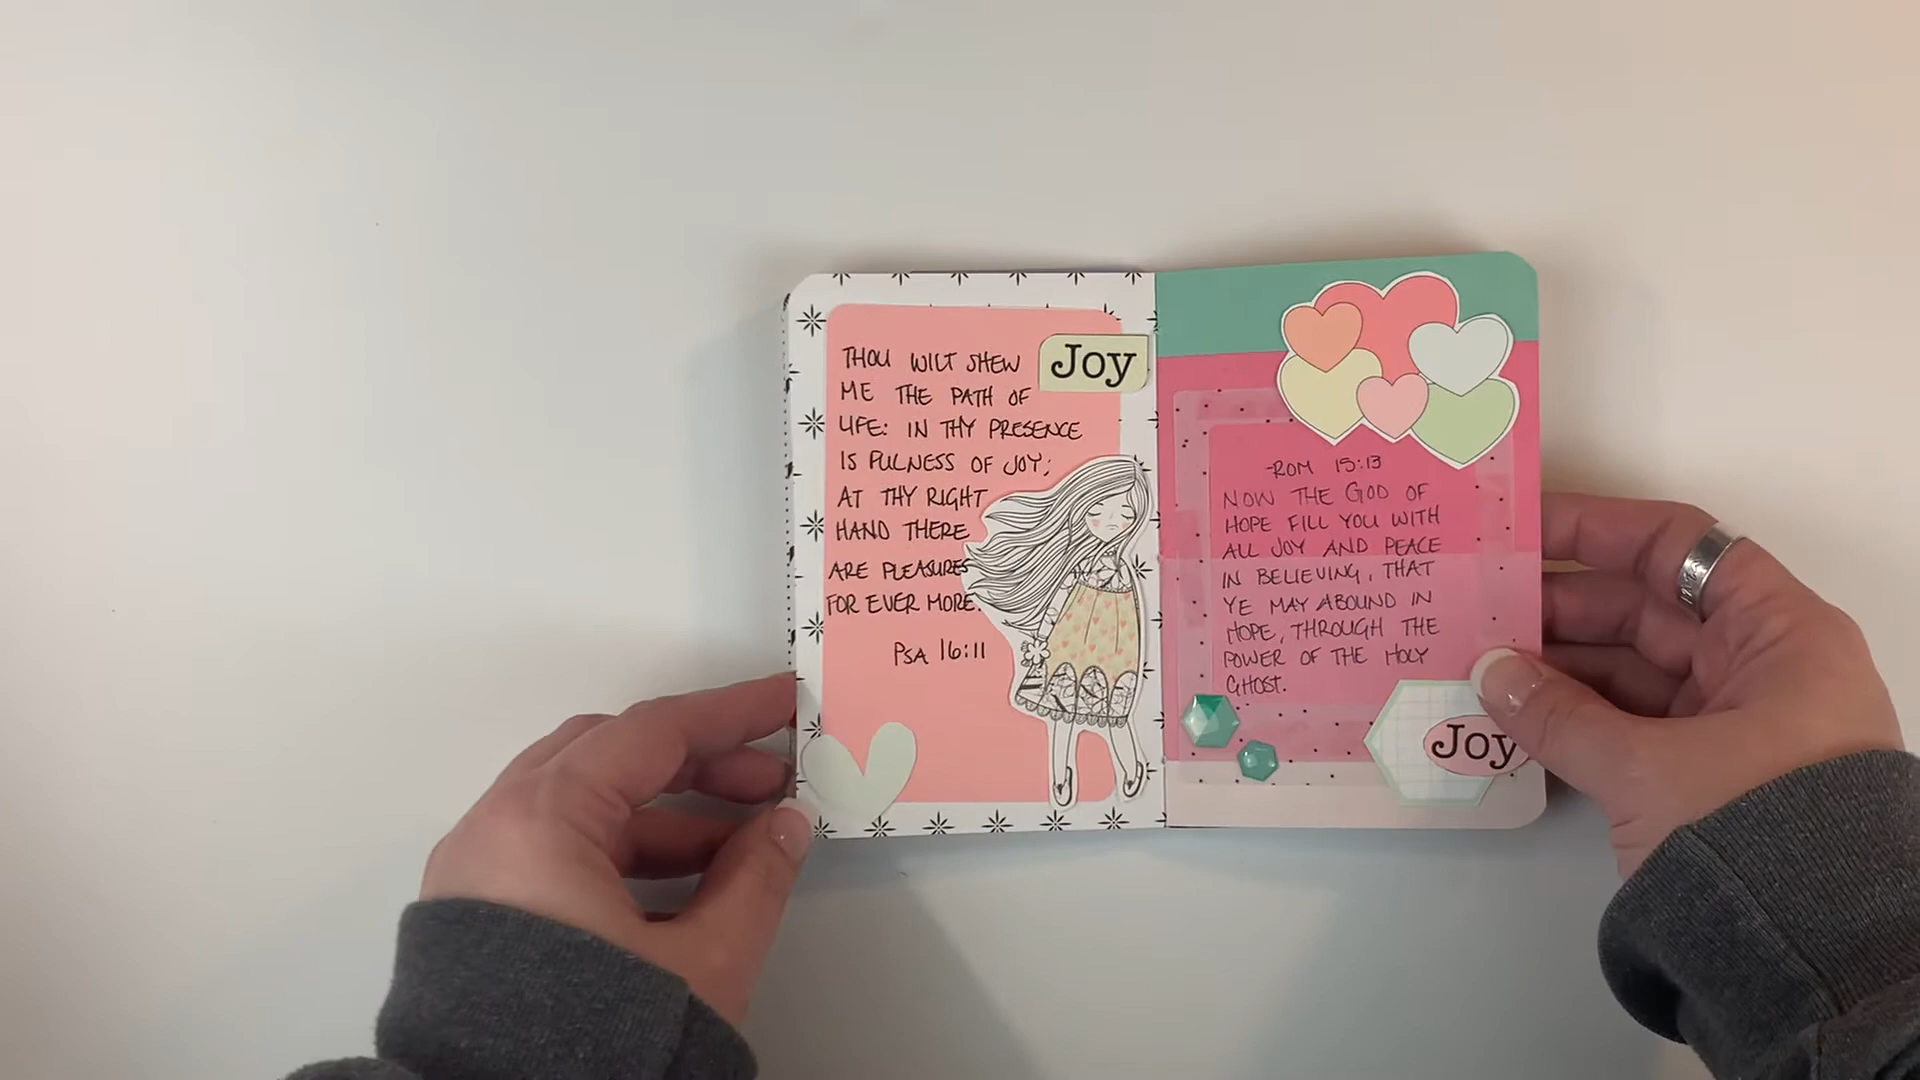 THOU WILT SHEW
ME THE PATH OF
LIFE: IN THY PRESENCE
IS FULNESS OF JOY;
AT THY RIGHT
HAND THERE
ARE PLEASURES
FOR EVER MORE.
PSA 16:11
Joy
-ROM 15:13
NOW THE GOD OF
HOPE FILL YOU WITH
ALL JOY AND PEACE
IN BELIEVING, THAT
YE MAY ABOUND IN
HOPE, THROUGH THE
POWER OF THE HOLY
GHOST.
Joy